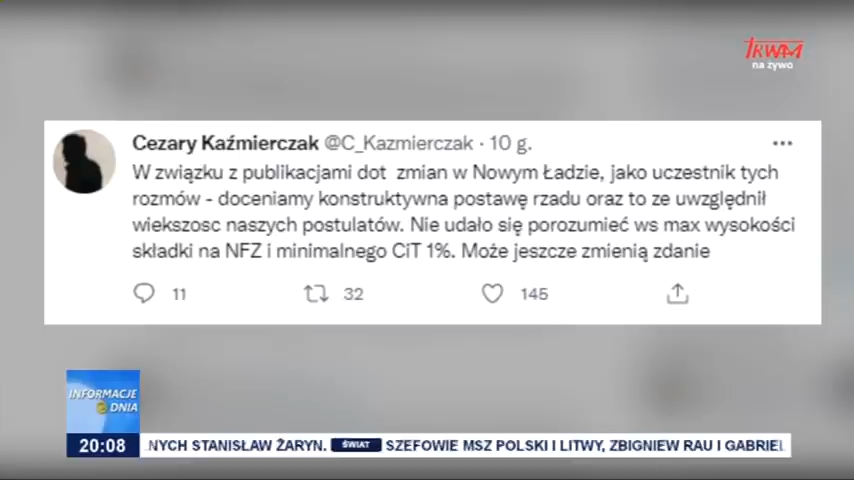 TRWAM
na żywo
Cezary Kaźmierczak @C_Kazmierczak · 10 g.
W związku z publikacjami dot zmian w Nowym Ładzie, jako uczestnik tych
rozmów - doceniamy konstruktywna postawę rzadu oraz to ze uwzględnił
wiekszosc naszych postulatów. Nie udało się porozumieć ws max wysokości
składki na NFZ i minimalnego CiT 1%. Może jeszcze zmienią zdanie
11 32 145
INFORMACJE
DNIA
20:08 NYCH STANISŁAW ŻARYN. ŚWIAT SZEFOWIE MSZ POLSKI I LITWY, ZBIGNIEW RAU I GABRIEL